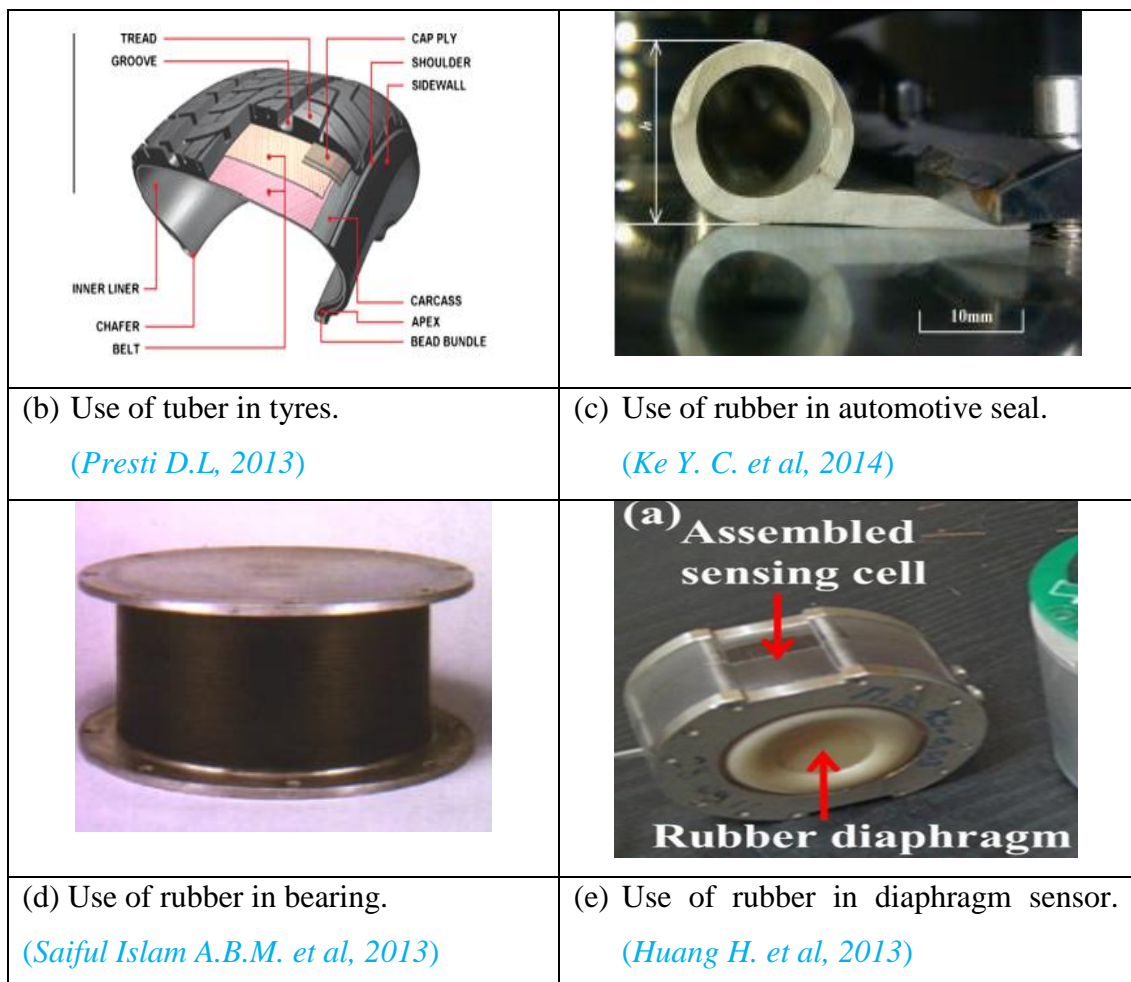 TREAD
GROOVE
CAP PLY
SHOULDER
SIDEWALL
INNER LINER
CHAFER
BELT
CARCASS
APEX
BEAD BUNDLE
h
10mm
(b) Use of tuber in tyres.
(Presti D.L, 2013)
(c) Use of rubber in automotive seal.
(Ke Y. C. et al, 2014)
(a)
Assembled
sensing cell
Rubber diaphragm
(d) Use of rubber in bearing.
(Saiful Islam A.B.M. et al, 2013)
(e) Use of rubber in diaphragm sensor.
(Huang H. et al, 2013)